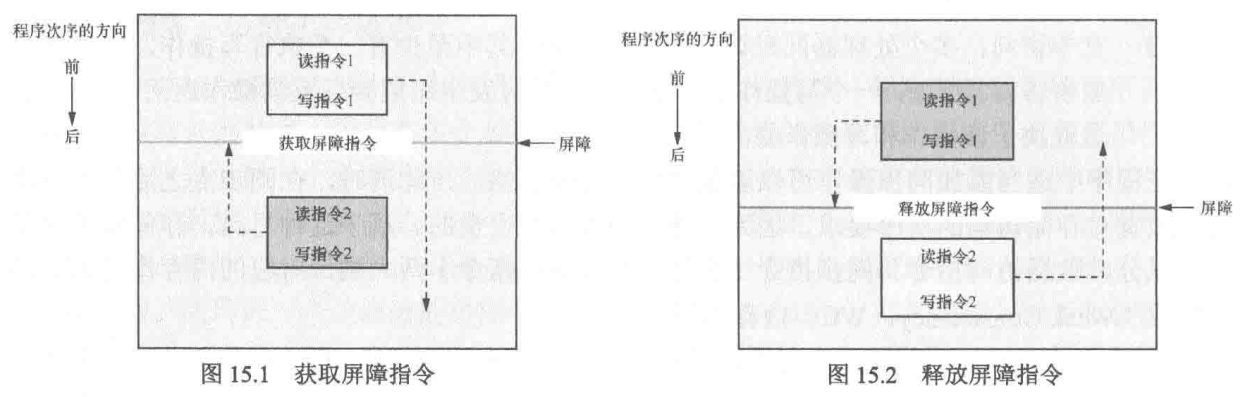 程序次序的方向
前
后
读指令1
写指令1
获取屏障指令
屏障
读指令2
写指令2
图 15.1 获取屏障指令
程序次序的方向
前
后
读指令1
写指令1
释放屏障指令
屏障
读指令2
写指令2
图 15.2 释放屏障指令